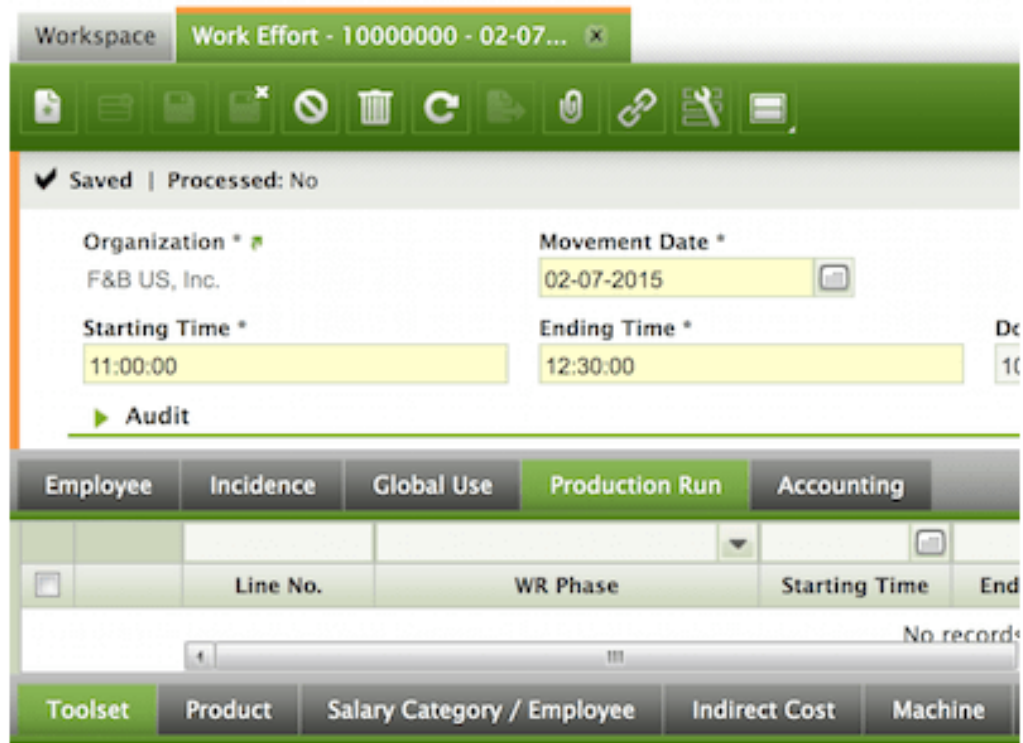 Workspace Work Effort - 10000000 - 02-07...
Saved | Processed: No
Organization * Movement Date *
F&B US, Inc. 02-07-2015
Starting Time * Ending Time *
11:00:00 12:30:00
Audit
Employee Incidence Global Use Production Run Accounting
Line No. WR Phase Starting Time End
No records
Toolset Product Salary Category / Employee Indirect Cost Machine